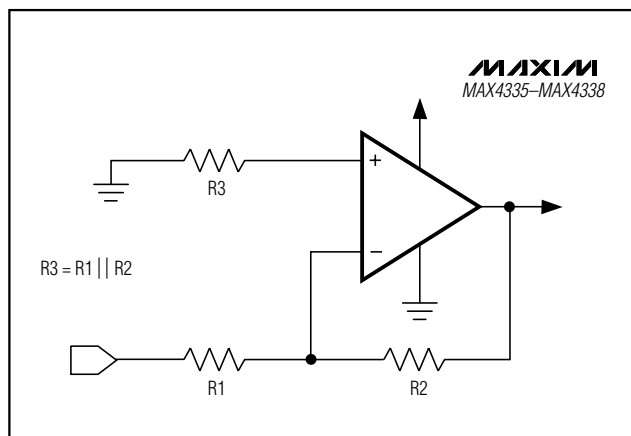 MAXIM
MAX4335–MAX4338
+
R3
−
R3 = R1 || R2
R1
R2